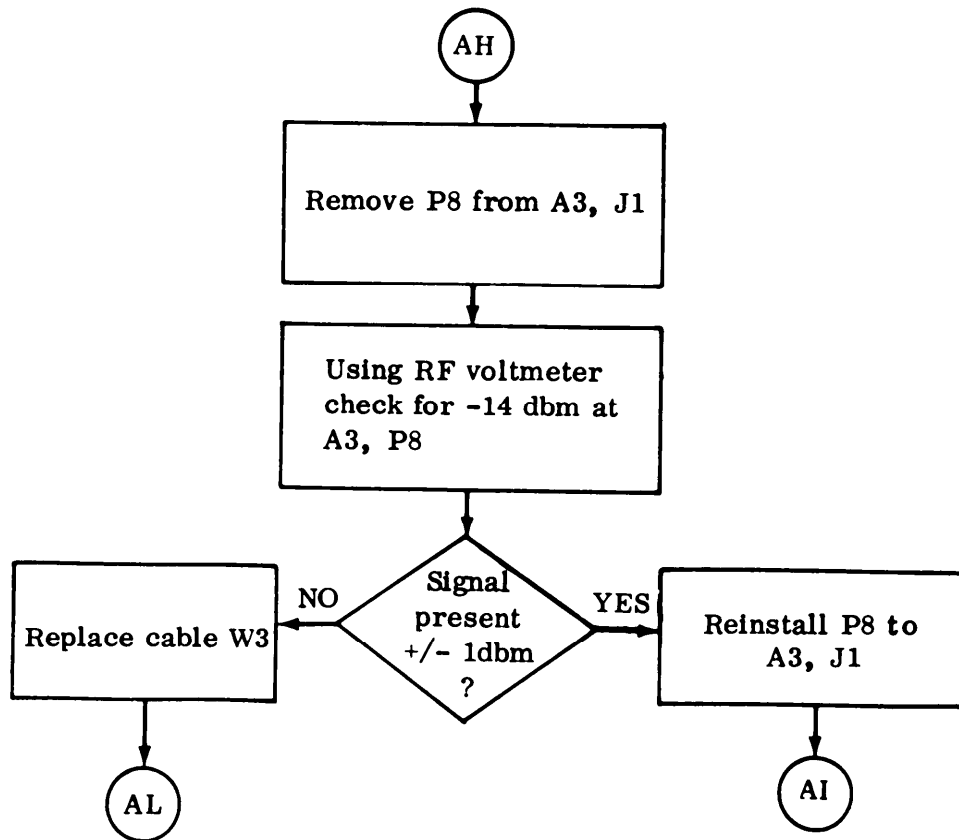 AH
Remove P8 from A3, J1
Using RF voltmeter
check for -14 dbm at
A3, P8
Signal
present
+/- 1dbm
?
NO
YES
Replace cable W3
Reinstall P8 to
A3, J1
AL
AI